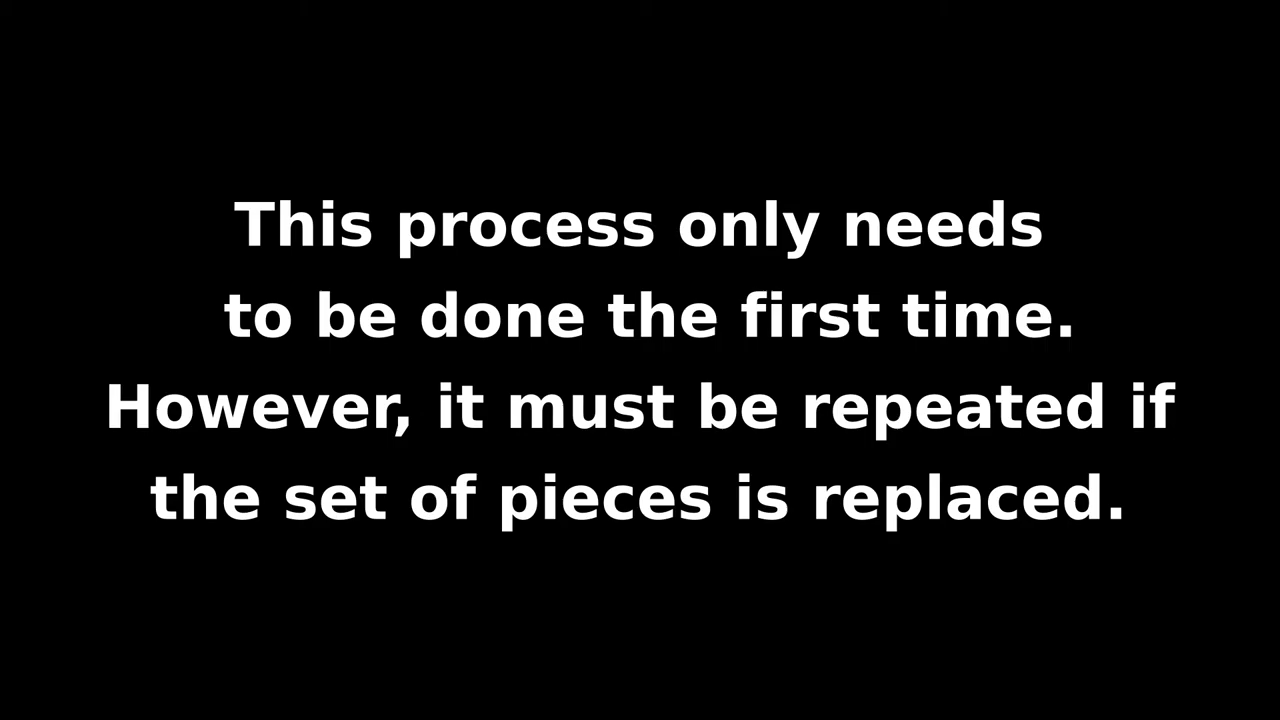 This process only needs
to be done the first time.
However, it must be repeated if
the set of pieces is replaced.